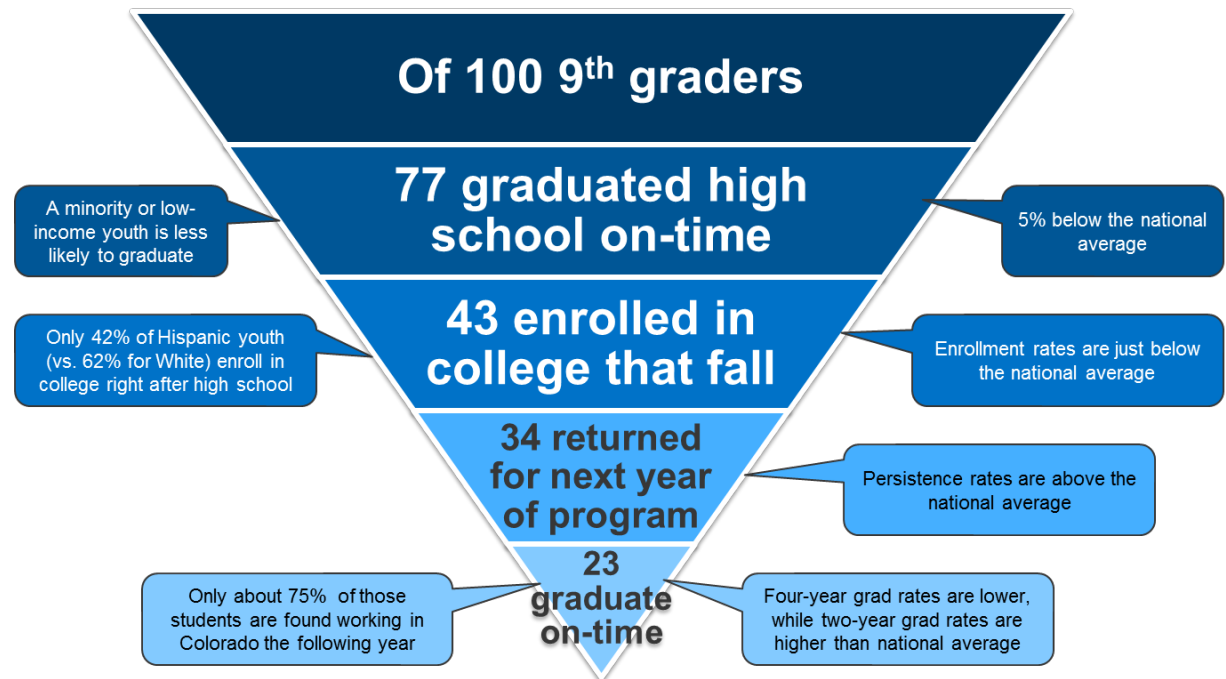 Of 100 9th graders
77 graduated high
school on-time
A minority or low-
income youth is less
likely to graduate
5% below the national
average
43 enrolled in
college that fall
Only 42% of Hispanic youth
(vs. 62% for White) enroll in
college right after high school
Enrollment rates are just below
the national average
34 returned
for next year
of program
Persistence rates are above the
national average
23
graduate
on-time
Only about 75% of those
students are found working in
Colorado the following year
Four-year grad rates are lower,
while two-year grad rates are
higher than national average